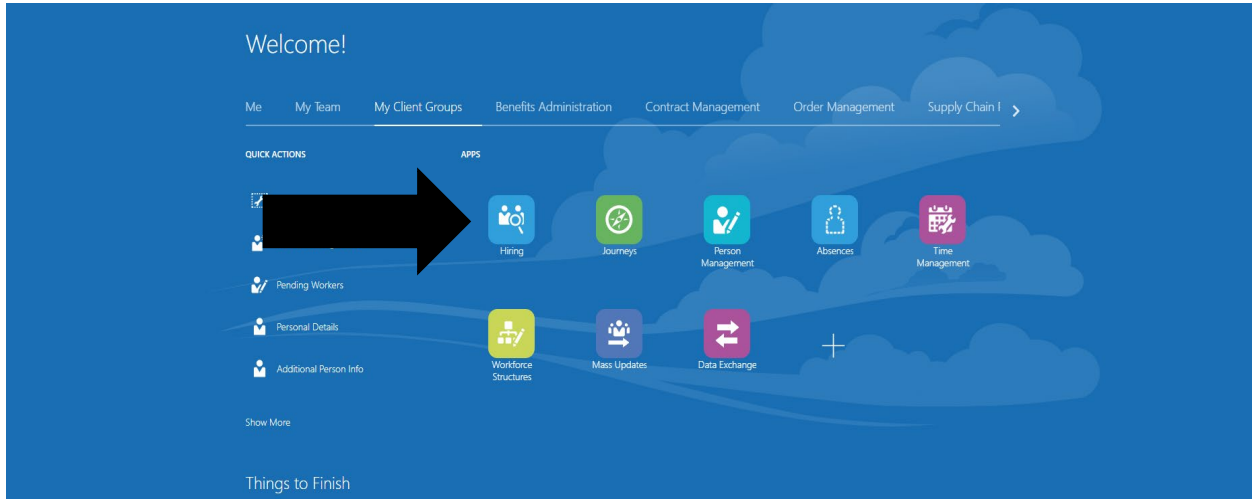 Welcome!
Me My Team My Client Groups Benefits Administration Contract Management Order Management Supply Chain
QUICK ACTIONS
APPS
Pending Workers
Personal Details
Additional Person Info
Show More
Hiring
Journeys
Person
Management
Absences
Time
Management
Workforce
Structures
Mass Updates
Data Exchange
Things to Finish